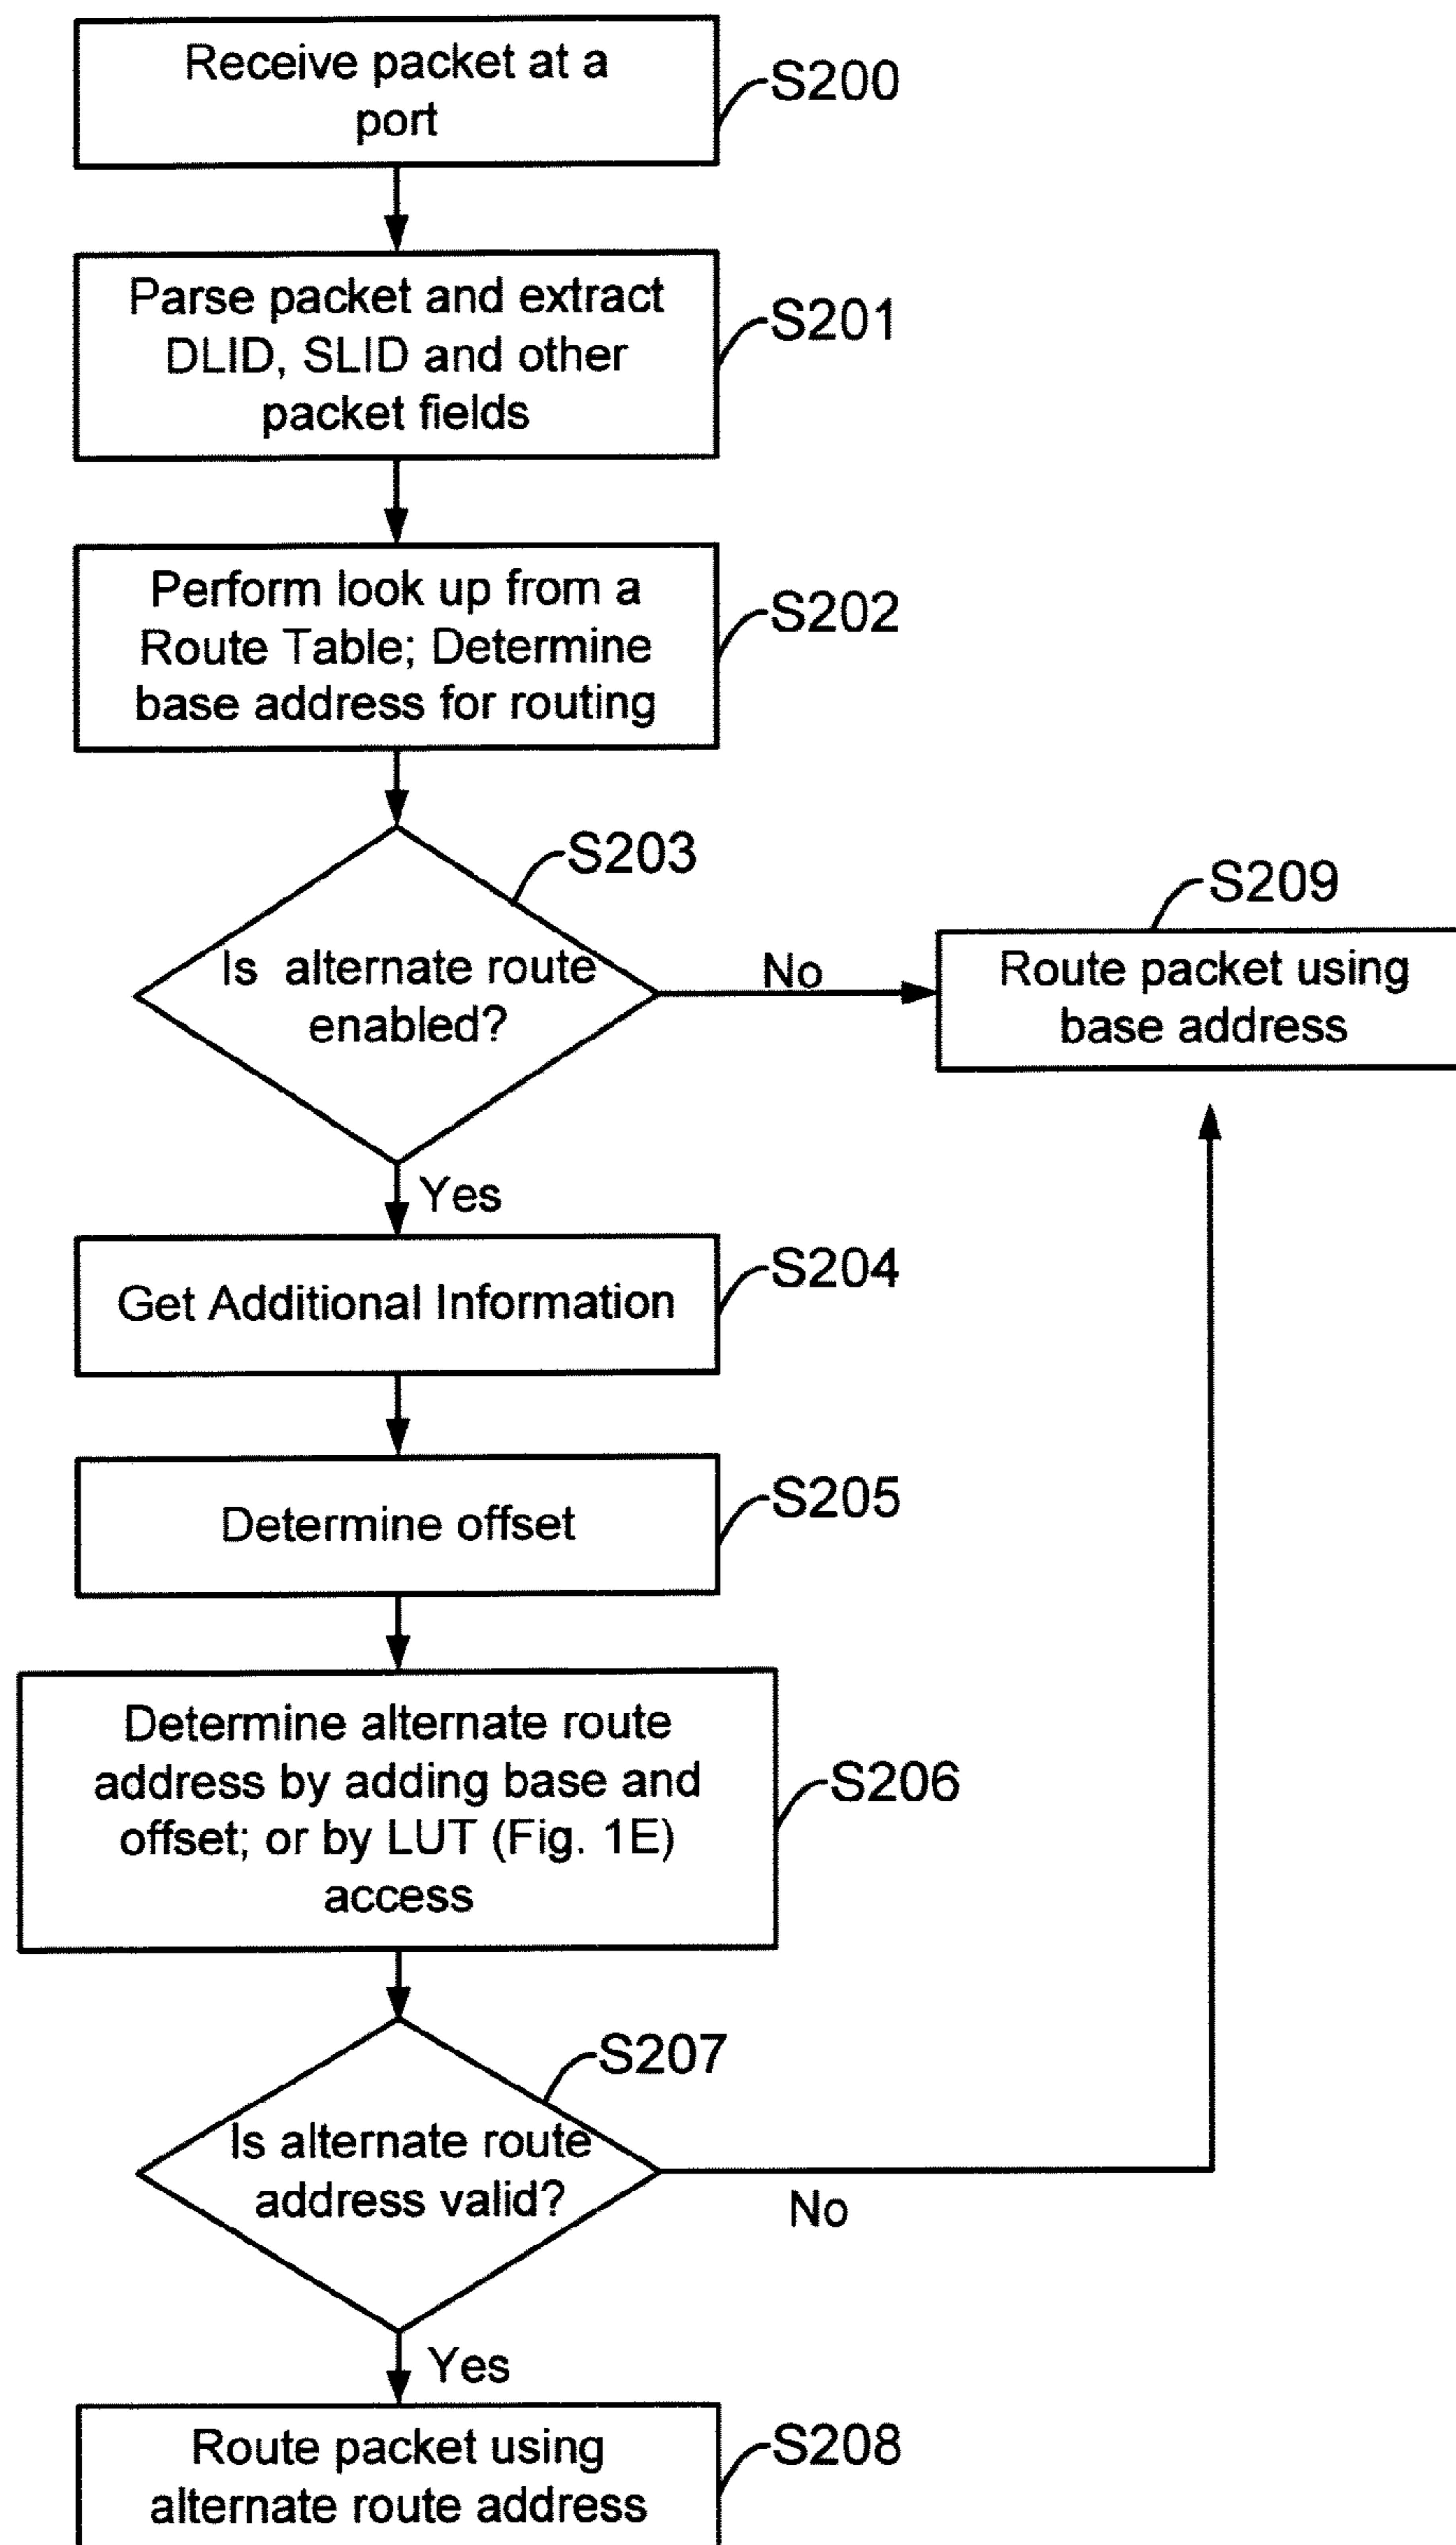 Receive packet at a
port
S200
Parse packet and extract
DLID, SLID and other
packet fields
S201
Perform look up from a
Route Table; Determine
base address for routing
S202
S203
Is alternate route
enabled?
No
S209
Route packet using
base address
Yes
Get Additional Information
S204
Determine offset
S205
Determine alternate route
address by adding base and
offset; or by LUT (Fig. 1E)
access
S206
S207
Is alternate route
address valid?
No
Yes
Route packet using
alternate route address
S208